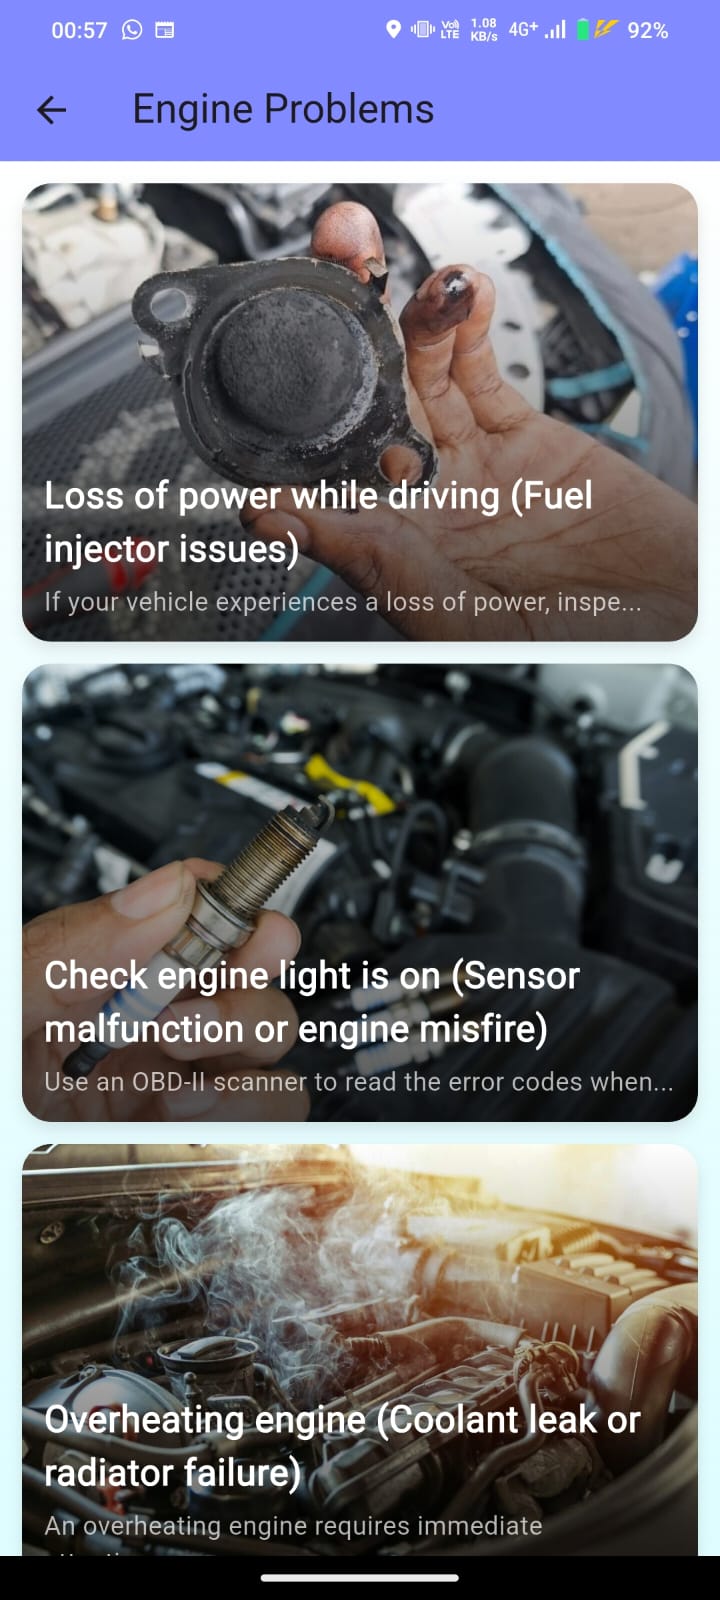 00:57
Vo) LTE
1.08 KB/s
4G+
92%
Engine Problems
Loss of power while driving (Fuel
injector issues)
If your vehicle experiences a loss of power, inspe...
Check engine light is on (Sensor
malfunction or engine misfire)
Use an OBD-II scanner to read the error codes when...
Overheating engine (Coolant leak or
radiator failure)
An overheating engine requires immediate